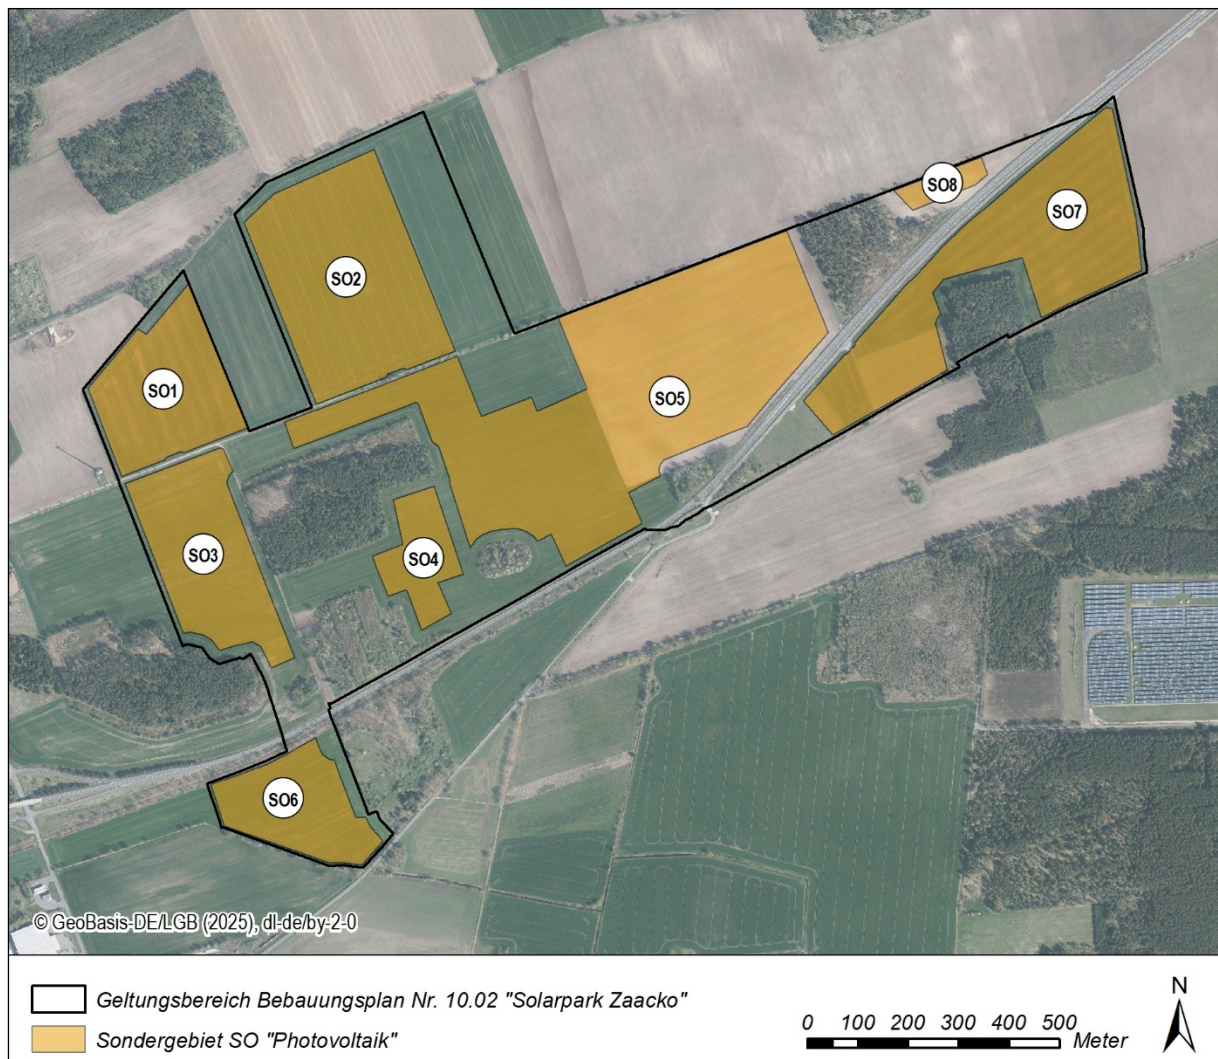 SO8
SO7
SO2
SO1
SO5
SO3
SO4
SO6
© GeoBasis-DE/LGB (2025), dl-de/by-2-0
Geltungsbereich Bebauungsplan Nr. 10.02 "Solarpark Zaacko"
Sondergebiet SO "Photovoltaik"
0 100 200 300 400 500
Meter
N